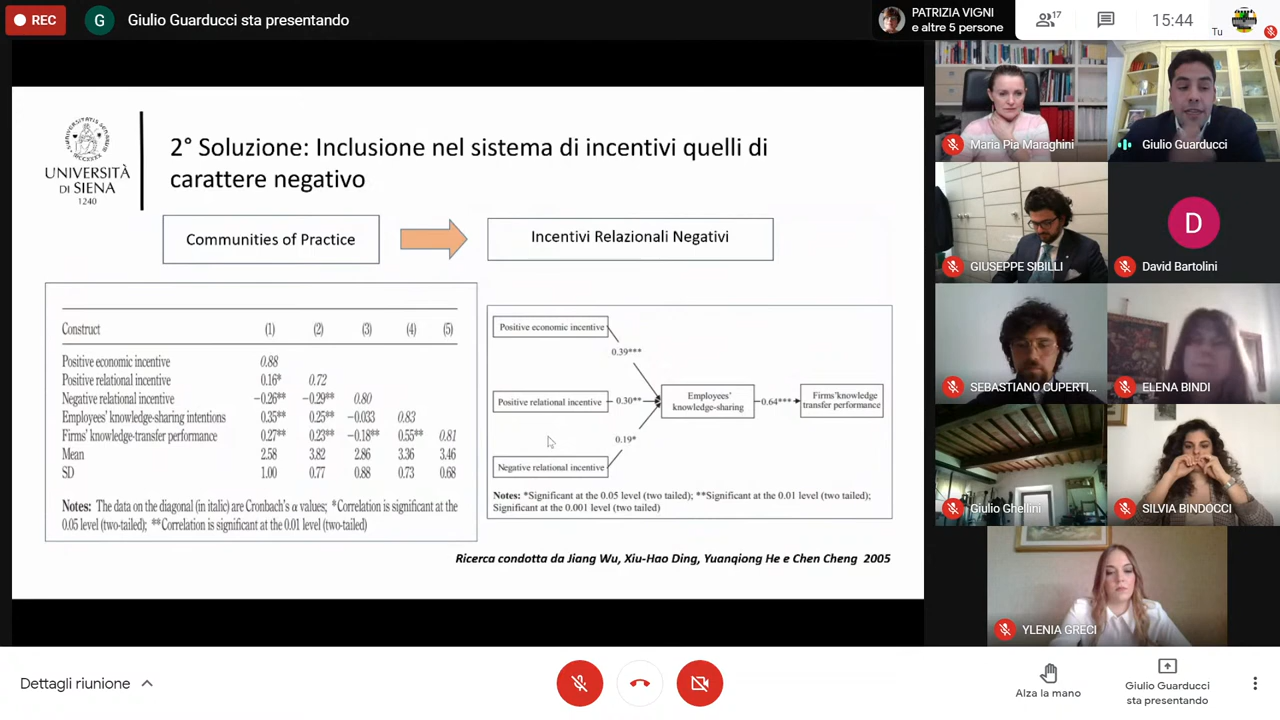 REC
G
Giulio Guarducci sta presentando
PATRIZIA VIGNI
e altre 5 persone
17
15:44
Tu
UNIVERSITÀ
DI SIENA
1240
2° Soluzione: Inclusione nel sistema di incentivi quelli di
carattere negativo
Communities of Practice
Incentivi Relazionali Negativi
Construct (1) (2) (3) (4) (5)
Positive economic incentive 0.88
Positive relational incentive 0.16* 0.72
Negative relational incentive −0.26** −0.29** 0.80
Employees' knowledge-sharing intentions 0.35** 0.25** −0.033 0.83
Firms' knowledge-transfer performance 0.27** 0.23** −0.18** 0.55** 0.81
Mean 2.58 3.82 2.86 3.36 3.46
SD 1.00 0.77 0.88 0.73 0.68
Notes: The data on the diagonal (in italic) are Cronbach's α values; *Correlation is significant at the
0.05 level (two-tailed); **Correlation is significant at the 0.01 level (two-tailed)
Positive economic incentive
0.39***
Positive relational incentive
0.30**
Employees'
knowledge-sharing
0.64***
Firms'knowledge
transfer performance
0.19*
Negative relational incentive
Notes: *Significant at the 0.05 level (two tailed); **Significant at the 0.01 level (two tailed);
Significant at the 0.001 level (two tailed)
Ricerca condotta da Jiang Wu, Xiu-Hao Ding, Yuanqiong He e Chen Cheng 2005
Maria Pia Maraghini
Giulio Guarducci
GIUSEPPE SIBILLI
D
David Bartolini
SEBASTIANO CUPERTI...
ELENA BINDI
Giulio Ghellini
SILVIA BINDOCCI
YLENIA GRECI
Dettagli riunione
Alza la mano
Giulio Guarducci
sta presentando